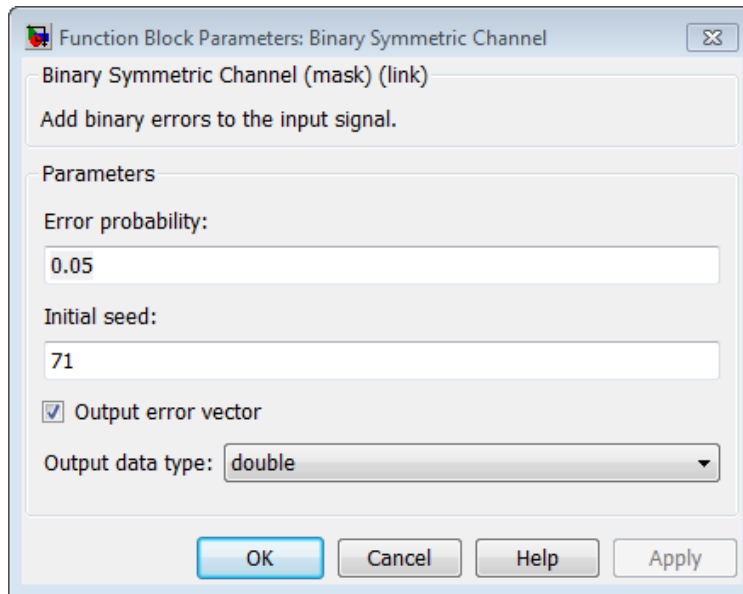 Function Block Parameters: Binary Symmetric Channel
Binary Symmetric Channel (mask) (link)
Add binary errors to the input signal.
Parameters
Error probability:
0.05
Initial seed:
71
Output error vector
Output data type: double
OK Cancel Help Apply